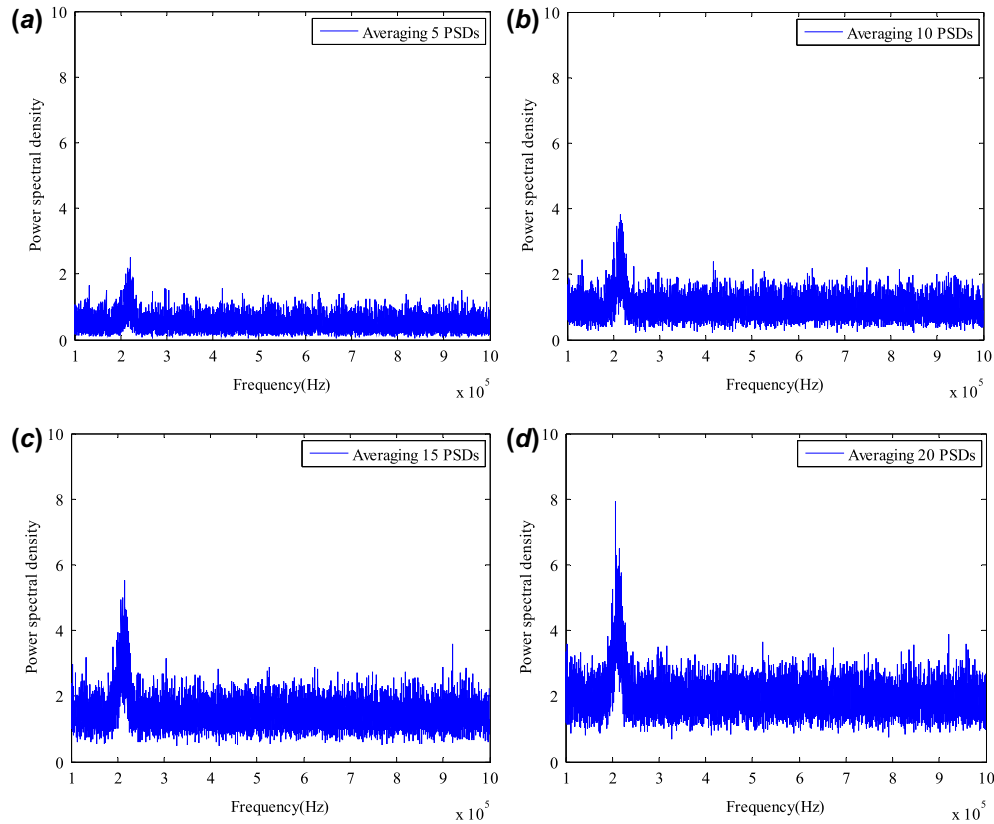 (a)
Averaging 5 PSDs
10
8
6
4
2
0
Power spectral density
1 2 3 4 5 6 7 8 9 10
Frequency(Hz)
x 10^5
(b)
Averaging 10 PSDs
10
8
6
4
2
0
Power spectral density
1 2 3 4 5 6 7 8 9 10
Frequency(Hz)
x 10^5
(c)
Averaging 15 PSDs
10
8
6
4
2
0
Power spectral density
1 2 3 4 5 6 7 8 9 10
Frequency(Hz)
x 10^5
(d)
Averaging 20 PSDs
10
8
6
4
2
0
Power spectral density
1 2 3 4 5 6 7 8 9 10
Frequency(Hz)
x 10^5